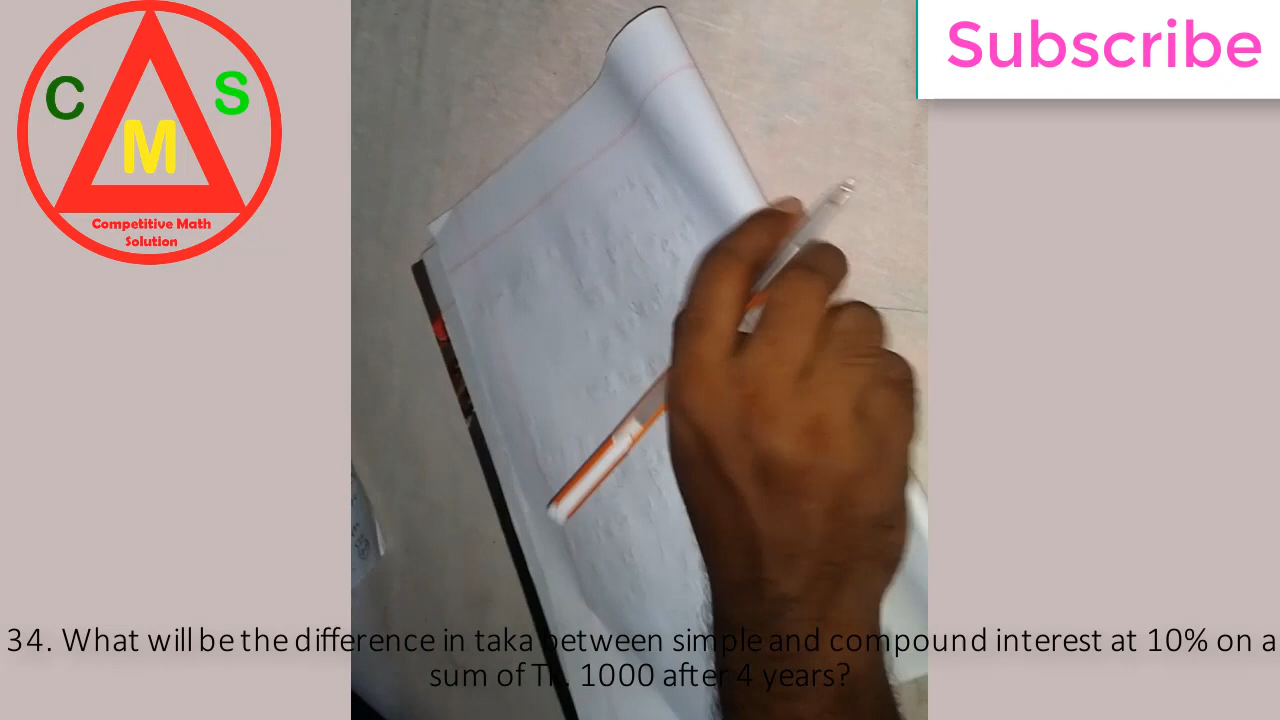 C
M
S
Competitive Math
Solution
Subscribe
34. What will be the difference in taka between simple and compound interest at 10% on a
sum of Tk. 1000 after 4 years?